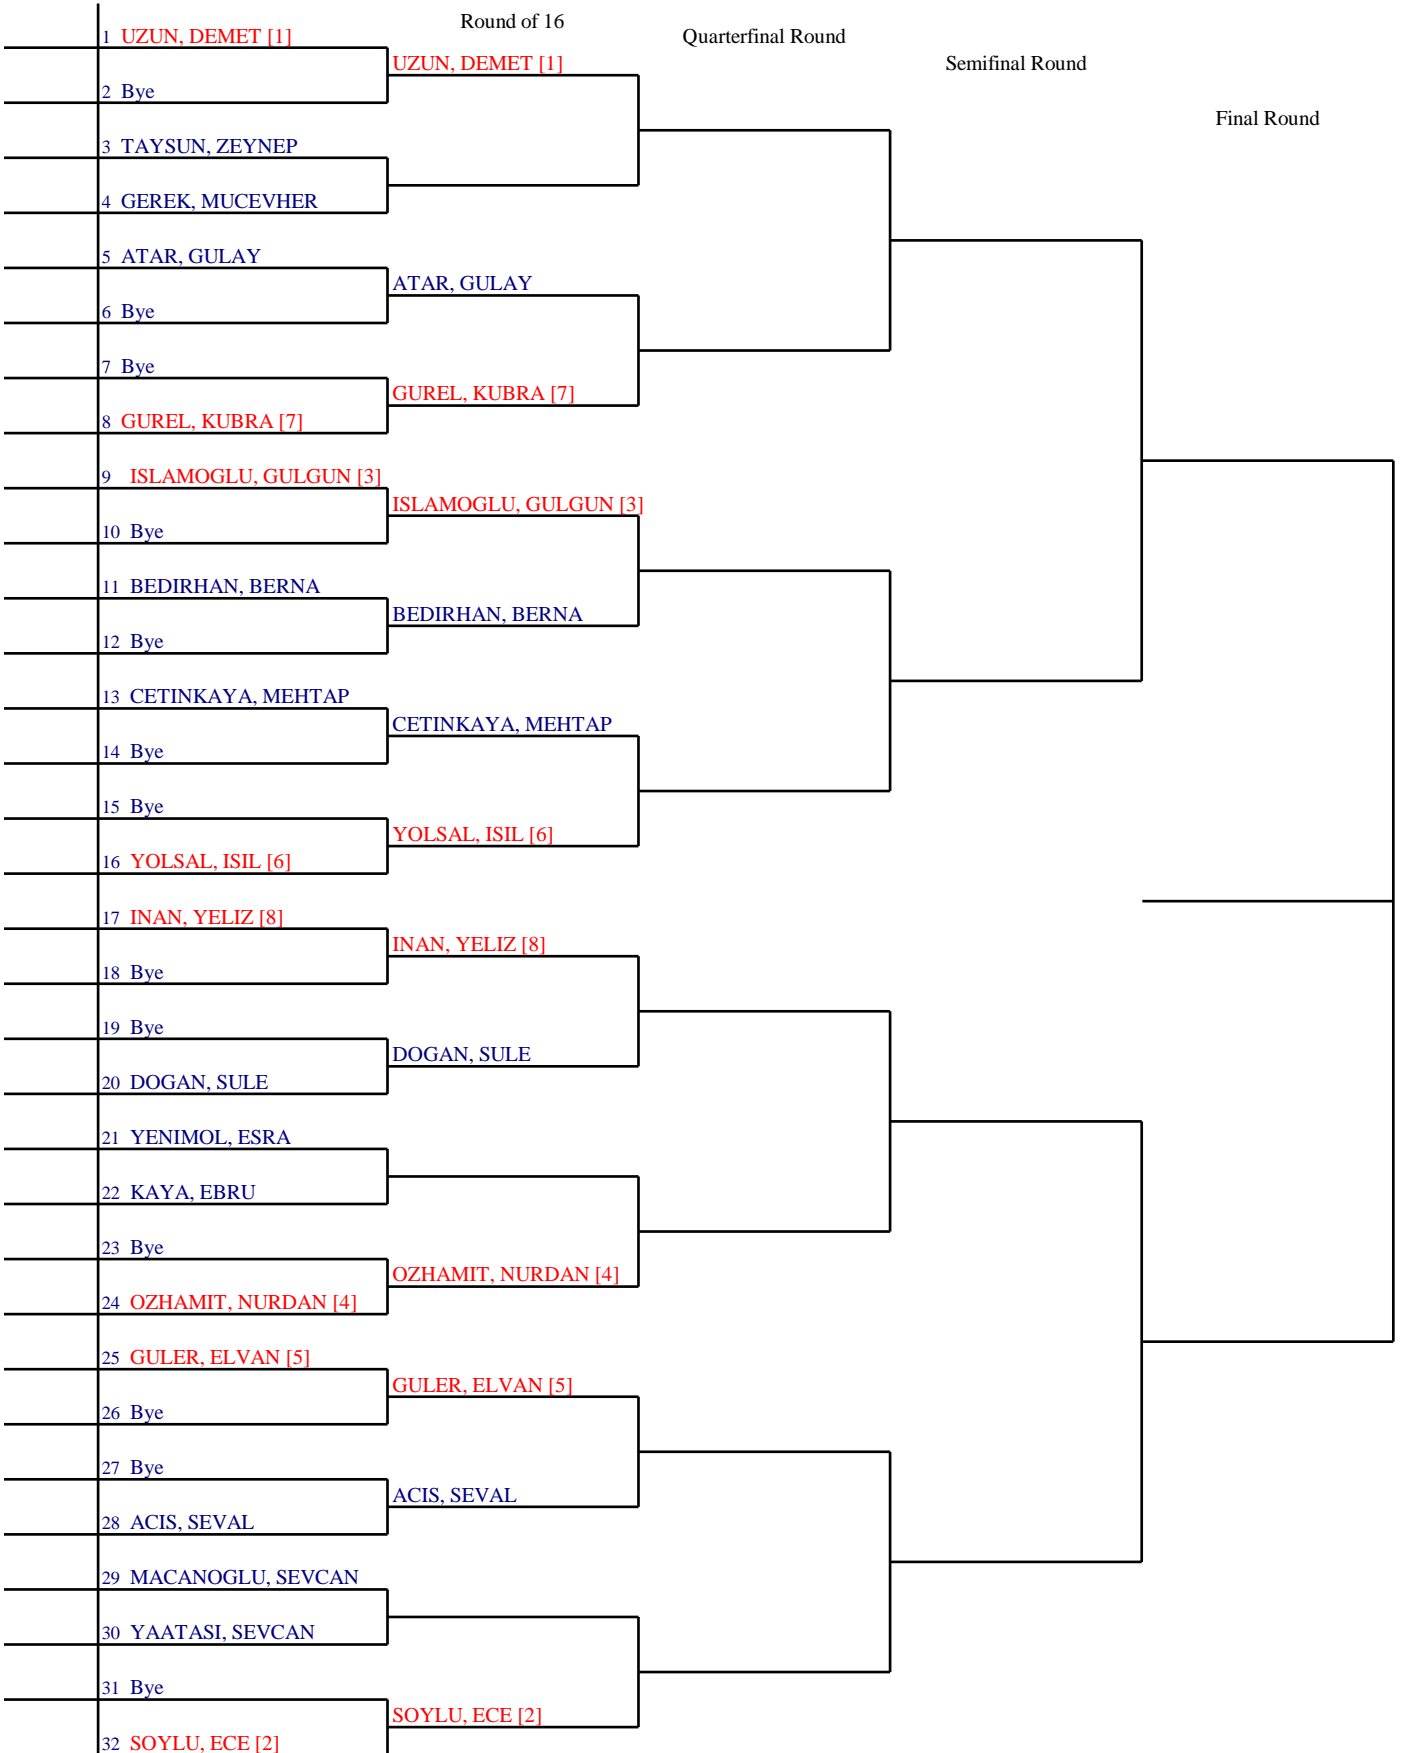 Round of 16
Quarterfinal Round
Semifinal Round
Final Round
1 UZUN, DEMET [1]
UZUN, DEMET [1]
2 Bye
3 TAYSUN, ZEYNEP
4 GEREK, MUCEVHER
5 ATAR, GULAY
ATAR, GULAY
6 Bye
7 Bye
GUREL, KUBRA [7]
8 GUREL, KUBRA [7]
9 ISLAMOGLU, GULGUN [3]
ISLAMOGLU, GULGUN [3]
10 Bye
11 BEDIRHAN, BERNA
BEDIRHAN, BERNA
12 Bye
13 CETINKAYA, MEHTAP
CETINKAYA, MEHTAP
14 Bye
15 Bye
YOLSAL, ISIL [6]
16 YOLSAL, ISIL [6]
17 INAN, YELIZ [8]
INAN, YELIZ [8]
18 Bye
19 Bye
DOGAN, SULE
20 DOGAN, SULE
21 YENIMOL, ESRA
22 KAYA, EBRU
23 Bye
OZHAMIT, NURDAN [4]
24 OZHAMIT, NURDAN [4]
25 GULER, ELVAN [5]
GULER, ELVAN [5]
26 Bye
27 Bye
ACIS, SEVAL
28 ACIS, SEVAL
29 MACANOGLU, SEVCAN
30 YAATASI, SEVCAN
31 Bye
SOYLU, ECE [2]
32 SOYLU, ECE [2]